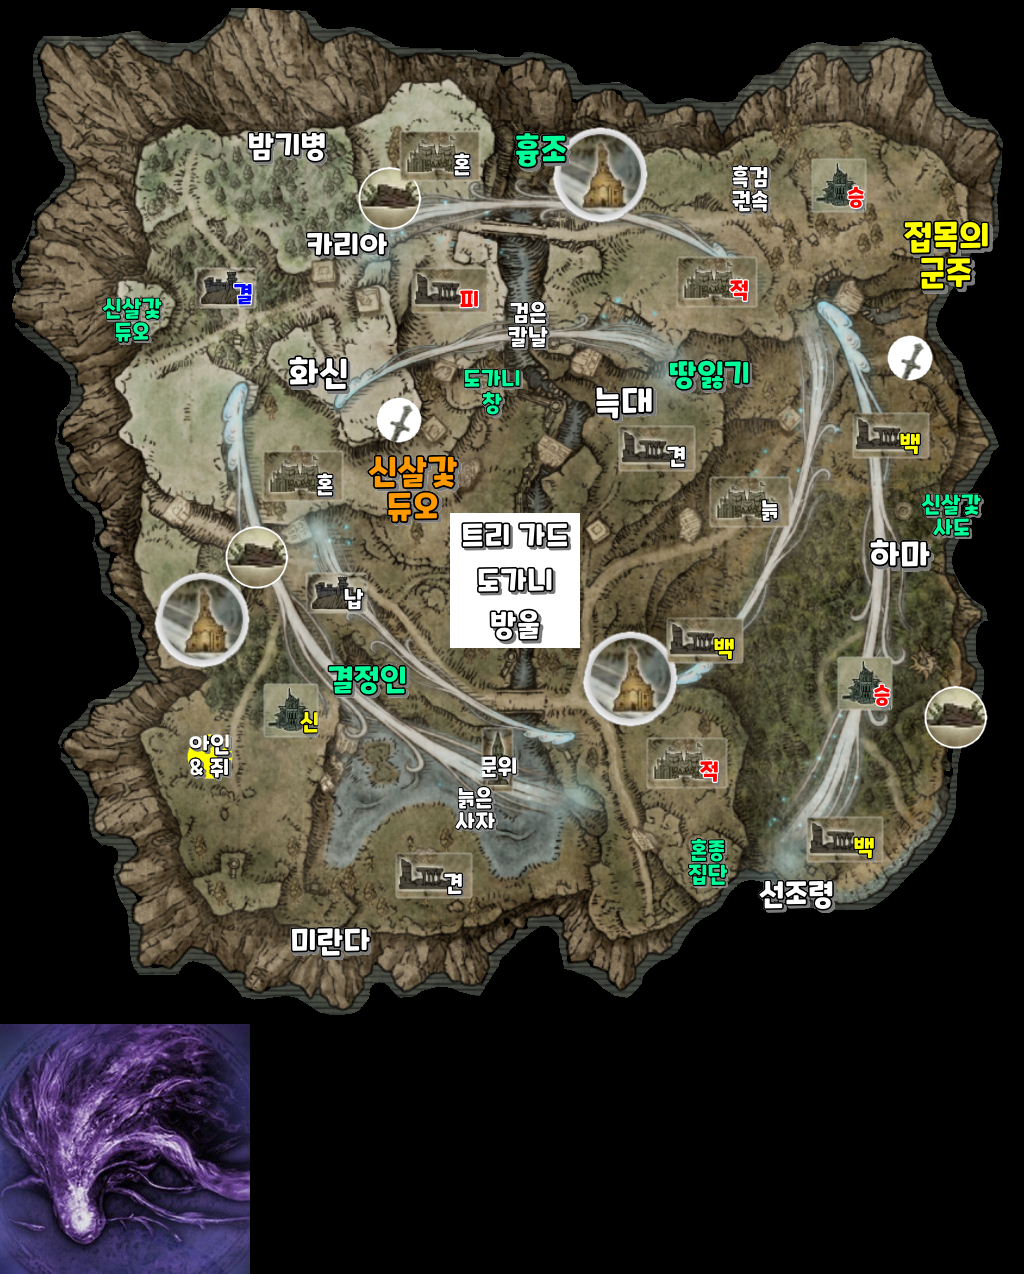 밤기병
혼
흉조
흑검
권속
승
카리아
접목의
군주
결
피
적
신살갗
듀오
검은
칼날
화신
도가니
창
늑대
땅잃기
백
견
신살갗
듀오
혼
늙
신살갗
사도
트리 가드
도가니
방울
하마
납
백
결정인
승
신
아인
& 쥐
문위
적
늙은
사자
백
혼종
집단
견
선조령
미란다